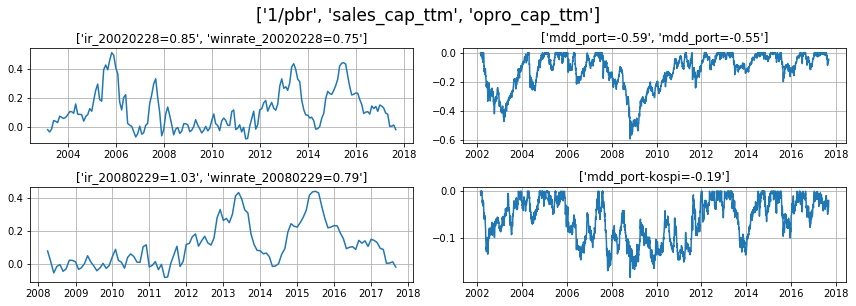 ['1/pbr', 'sales_cap_ttm', 'opro_cap_ttm']
['ir_20020228=0.85', 'winrate_20020228=0.75']
0.4
0.2
0.0
2004 2006 2008 2010 2012 2014 2016 2018
['mdd_port=-0.59', 'mdd_port=-0.55']
0.0
−0.2
−0.4
−0.6
2002 2004 2006 2008 2010 2012 2014 2016 2018
['ir_20080229=1.03', 'winrate_20080229=0.79']
0.4
0.2
0.0
2008 2009 2010 2011 2012 2013 2014 2015 2016 2017 2018
['mdd_port-kospi=-0.19']
0.0
−0.1
2002 2004 2006 2008 2010 2012 2014 2016 2018